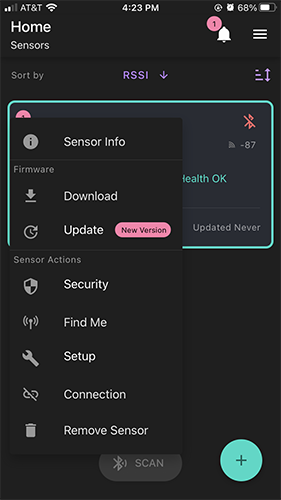 AT&T 4:23 PM 68%
Home
Sensors
1
Sort by RSSI
Sensor Info
-87
Firmware
Health OK
Download
Update New Version
Updated Never
Sensor Actions
Security
Find Me
Setup
Connection
Remove Sensor
SCAN
+